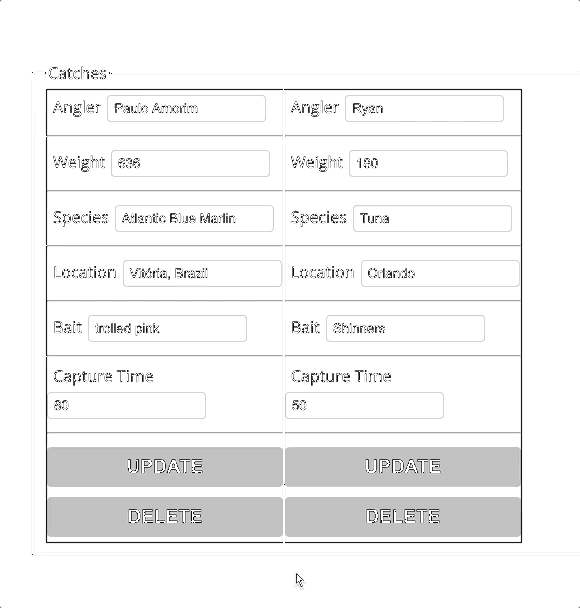 Catches
Angler Paulo Amorim
Weight 636
Species Atlantic Blue Marlin
Location Vitória, Brazil
Bait trolled pink
Capture Time
60
UPDATE
DELETE
Angler Ryan
Weight 190
Species Tuna
Location Orlando
Bait Shinners
Capture Time
50
UPDATE
DELETE